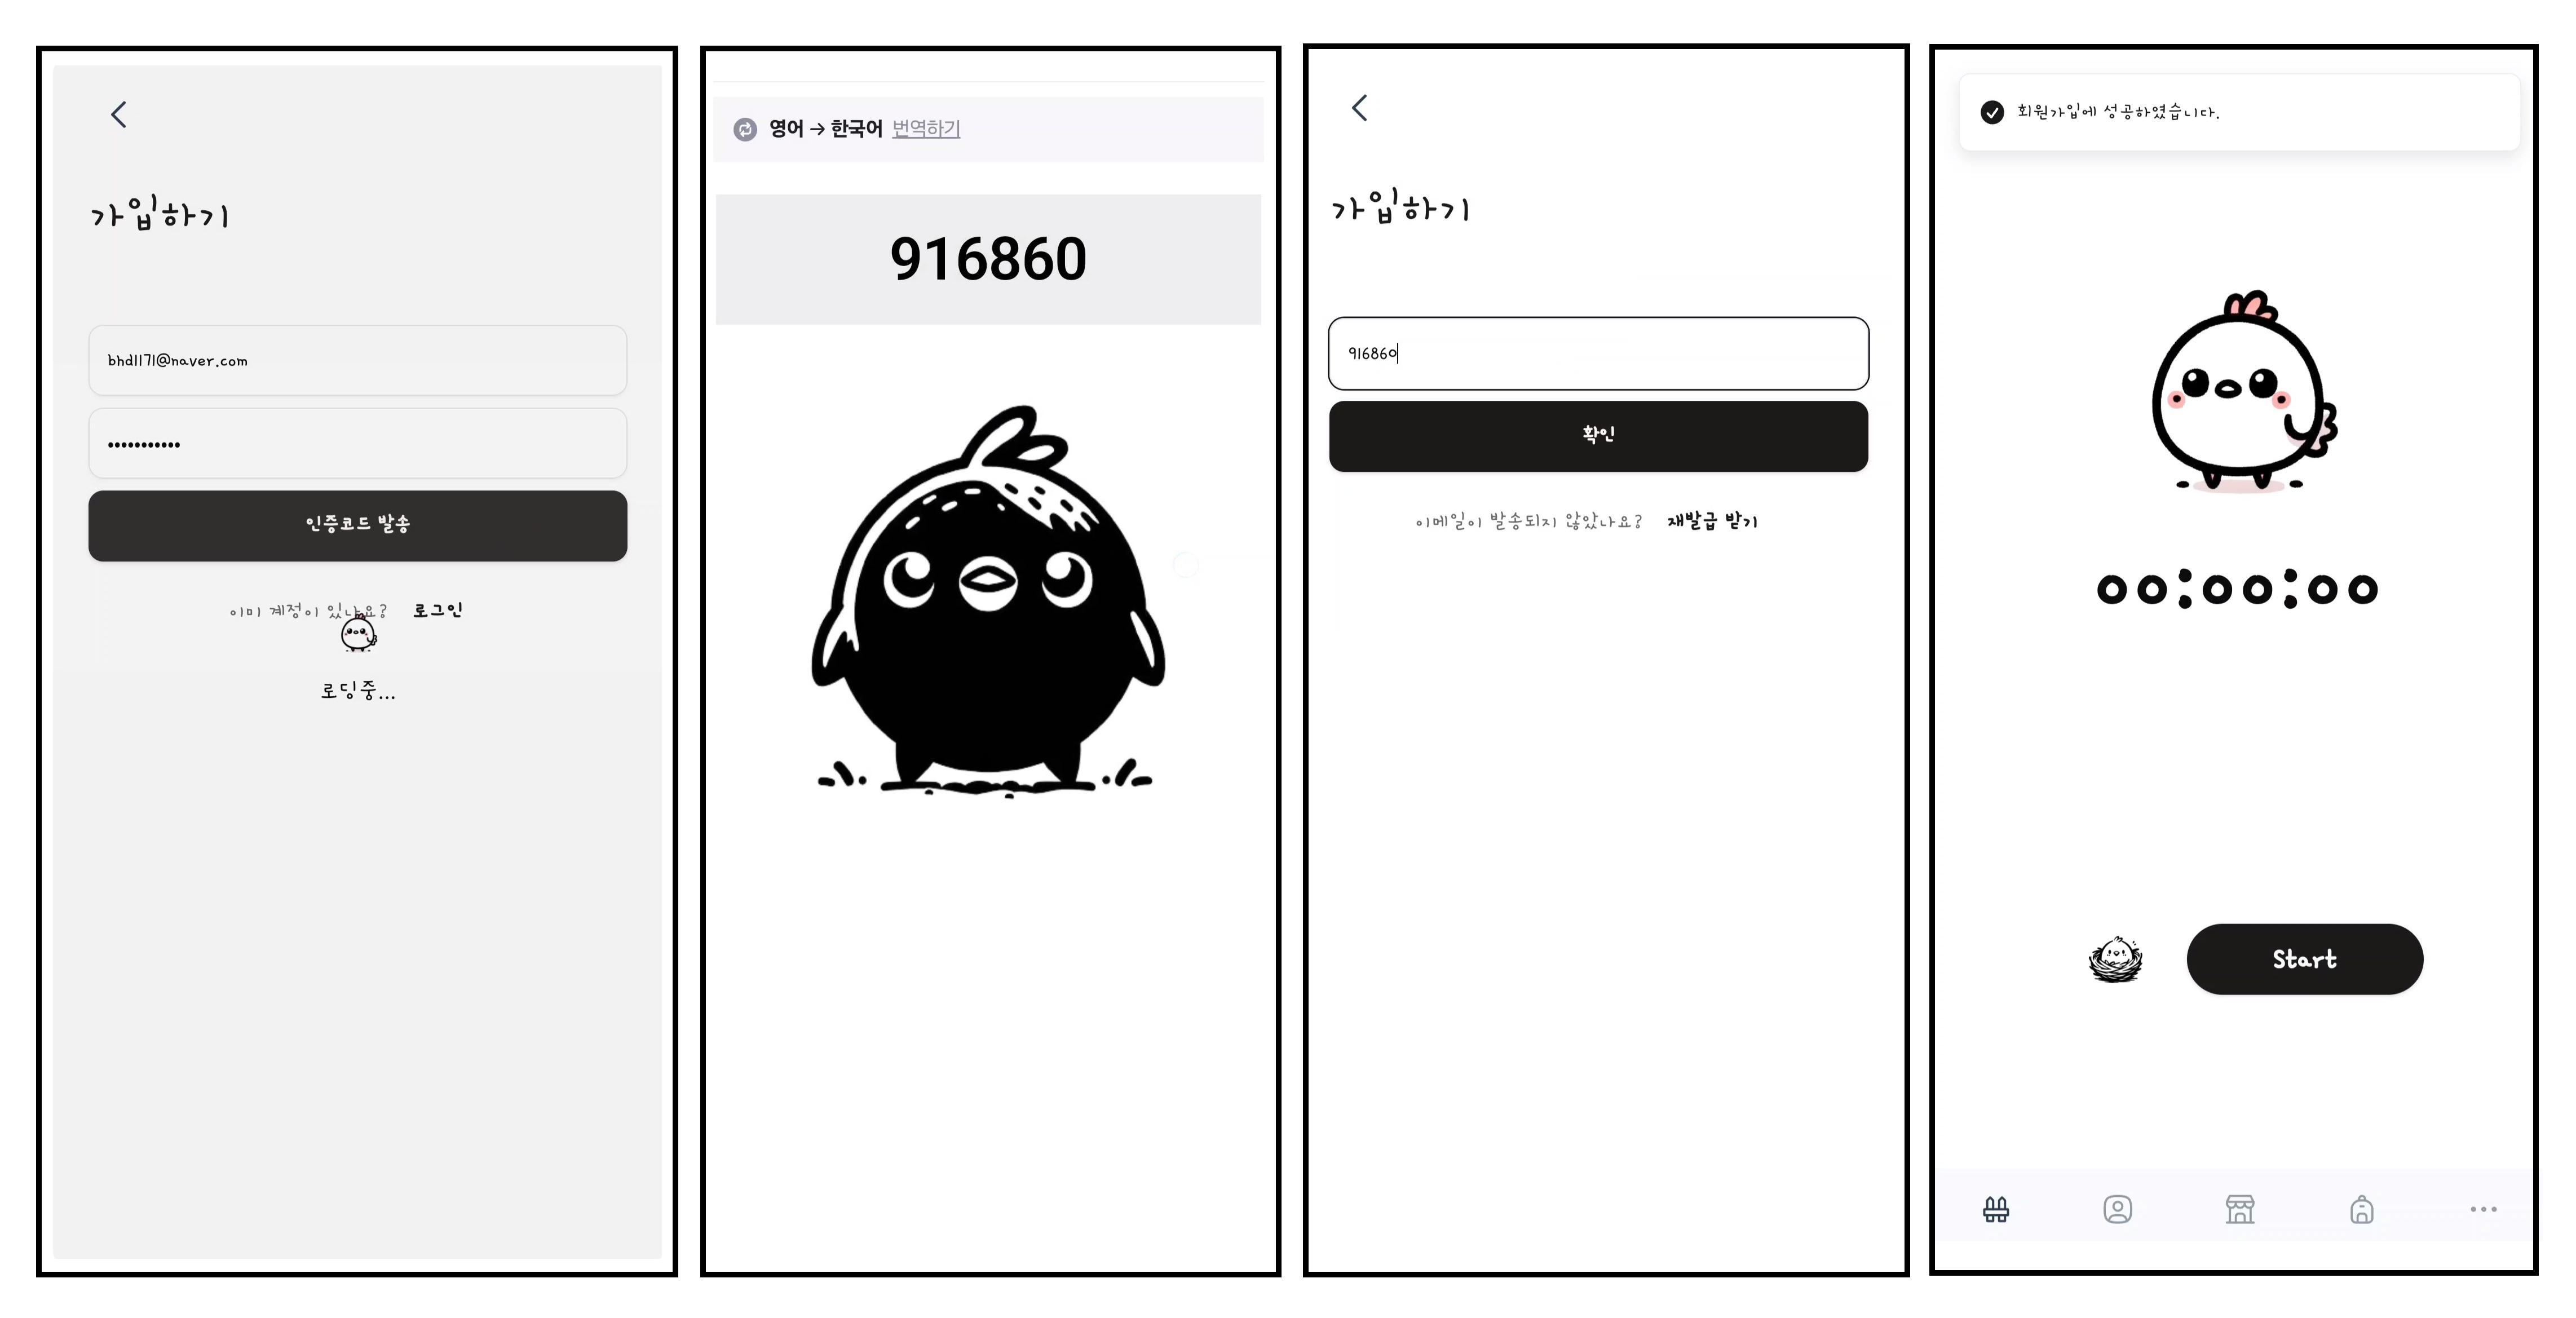 가입하기
bhd1171@naver.com
•••••••••••
인증코드 발송
이미 계정이 있나요? 로그인
로딩중...
영어 → 한국어 번역하기
916860
가입하기
916860
확인
이메일이 발송되지 않았나요? 재발급 받기
회원가입에 성공하였습니다.
00:00:00
Start